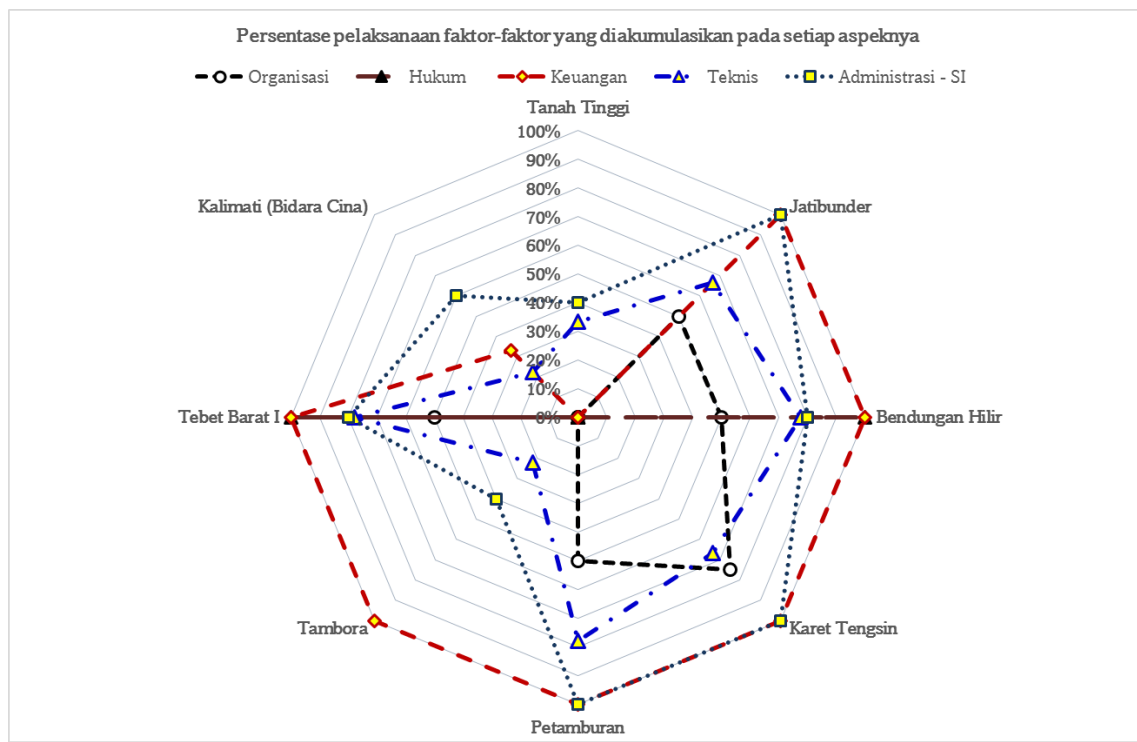 Persentase pelaksanaan faktor-faktor yang diakumulasikan pada setiap aspeknya
Organisasi Hukum Keuangan Teknis Administrasi - SI
Tanah Tinggi
100%
90%
Kalimati (Bidara Cina) Jatibunder
80%
70%
60%
50%
40%
30%
20%
10%
Tebet Barat I 0% Bendungan Hilir
Tambora Karet Tengsin
Petamburan